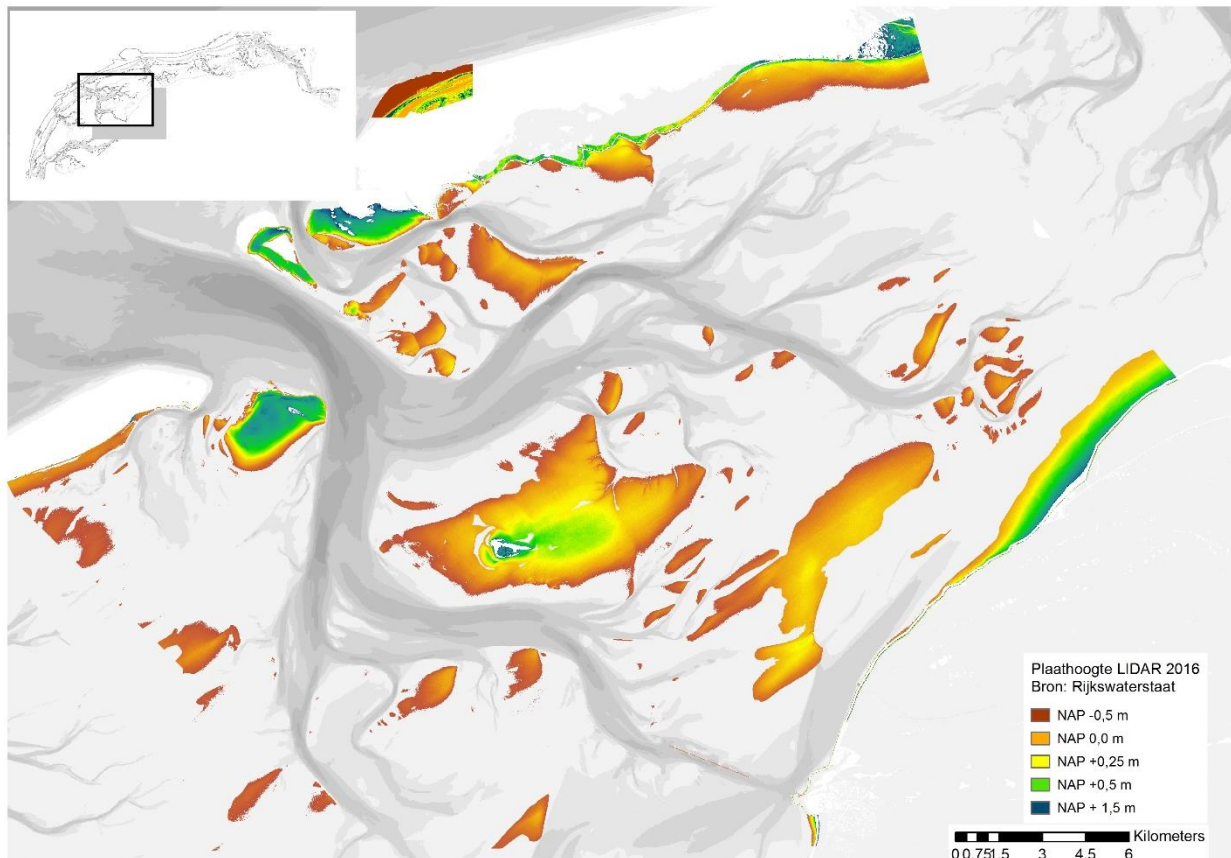 Plaathoogte LIDAR 2016
Bron: Rijkswaterstaat
NAP -0,5 m
NAP 0,0 m
NAP +0,25 m
NAP +0,5 m
NAP + 1,5 m
Kilometers
0 0.75 1.5 3 4.5 6